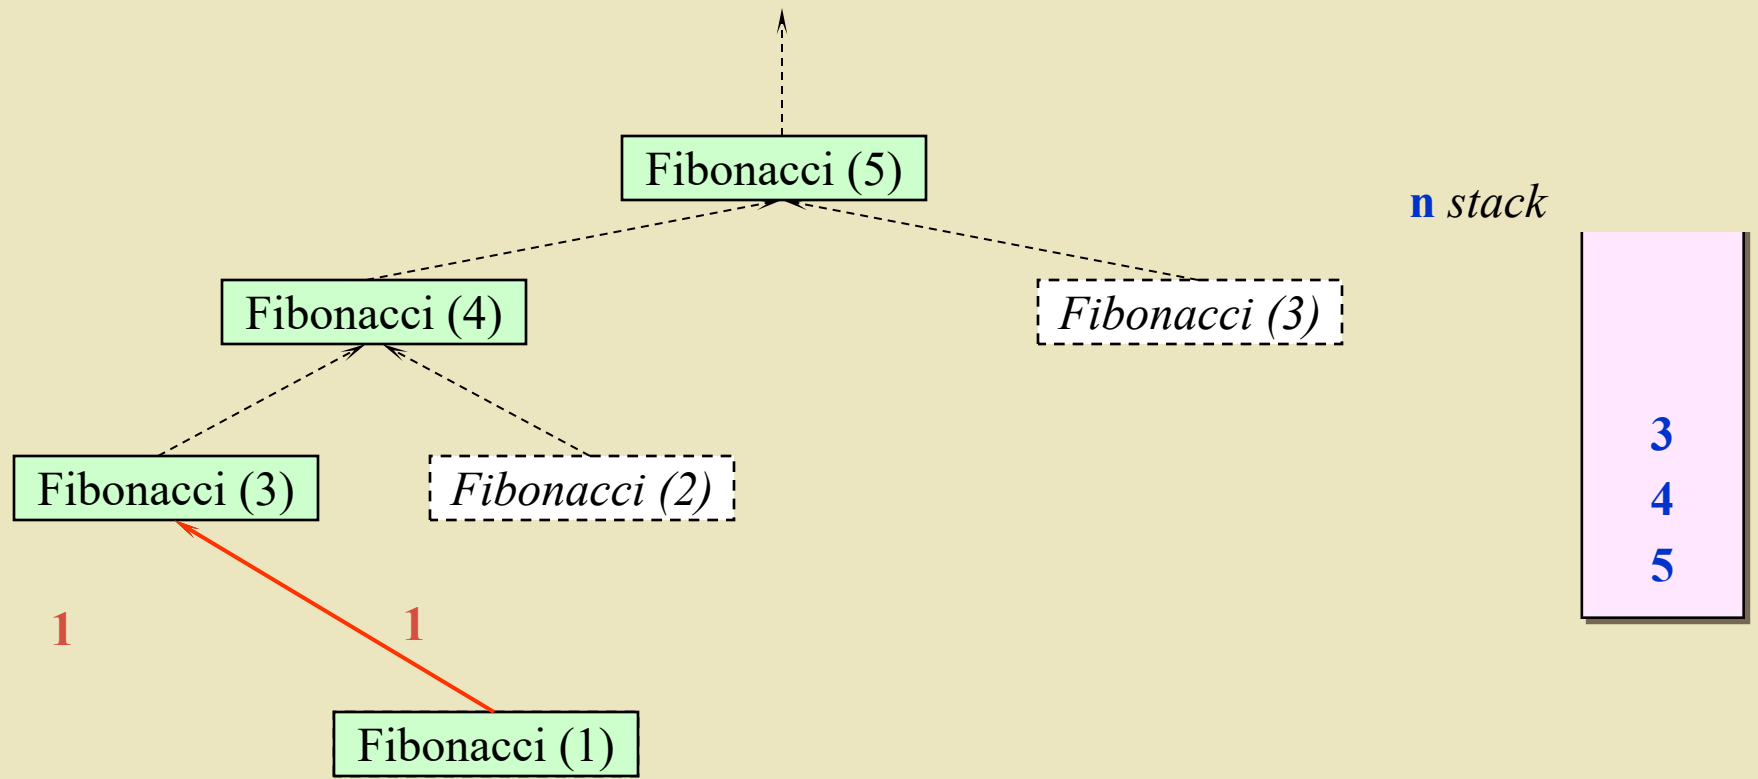 Fibonacci (5)
n stack
Fibonacci (4)
Fibonacci (3)
3
Fibonacci (3)
Fibonacci (2)
4
5
1
1
Fibonacci (1)